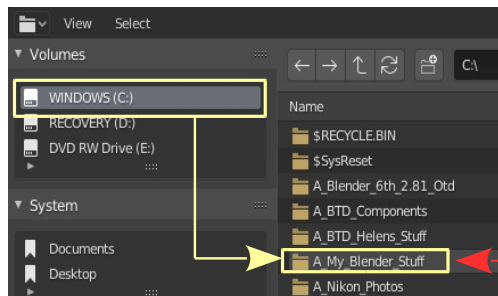 View Select
Volumes
WINDOWS (C:)
RECOVERY (D:)
DVD RW Drive (E:)
System
Documents
Desktop
C:\
Name
$RECYCLE.BIN
$SysReset
A_Blender_6th_2.81_Otd
A_BTD_Components
A_BTD_Helens_Stuff
A_My_Blender_Stuff
A_Nikon_Photos